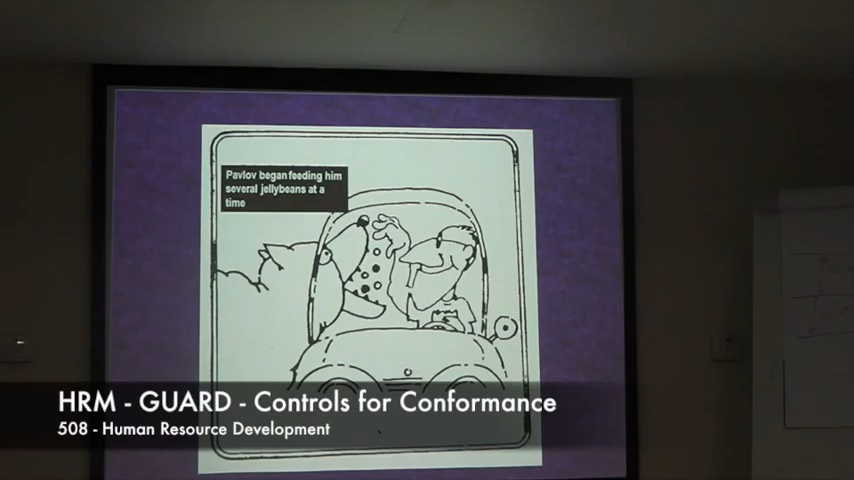 Pavlov began feeding him
several jellybeans at a
time
HRM - GUARD - Controls for Conformance
508 - Human Resource Development